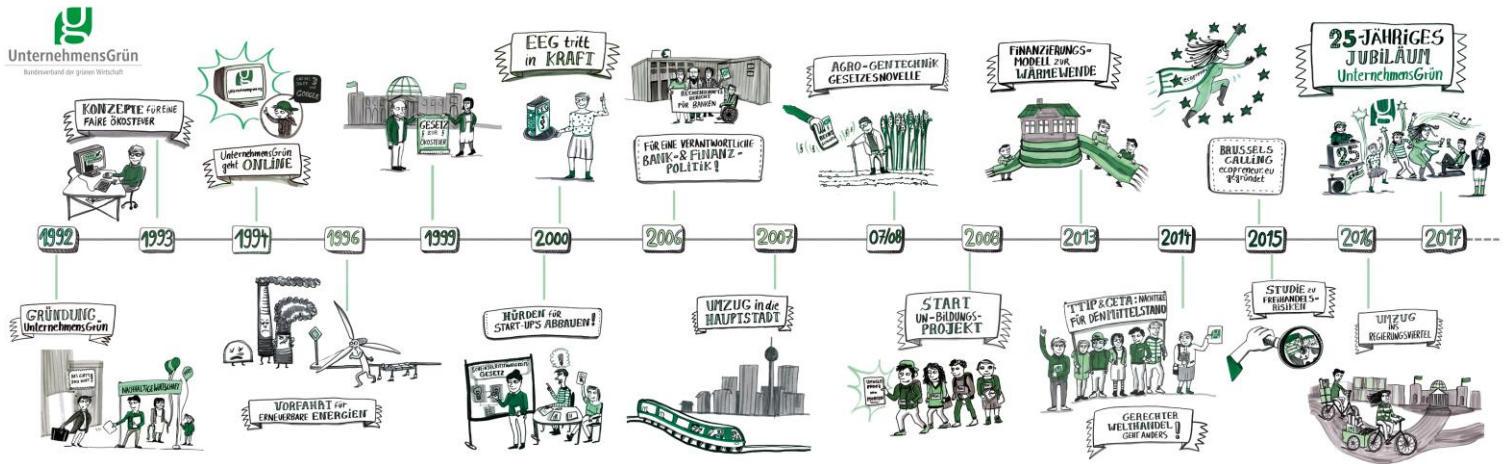 UnternehmensGrün
Bundesverband der grünen Wirtschaft
KONZEPTE FÜR EINE
FAIRE ÖKOSTEUER
UnternehmensGrün
geht ONLINE
GESETZ
§ ZUR §
ÖKOSTEUER
EEG tritt
in KRAFT
FÜR BANKEN
FÜR EINE VERANTWORTLICHE
BANK- & FINANZ-
POLITIK!
AGRO-GENTECHNIK
GESETZESNOVELLE
FINANZIERUNGS-
MODELL ZUR
WÄRMEWENDE
BRUSSELS
CALLING
ecopreneur.eu
gegründet
25-JÄHRIGES
JUBILÄUM
UnternehmensGrün
25
1992
1993
1994
1996
1999
2000
2006
2007
07/08
2008
2013
2014
2015
2016
2017
GRÜNDUNG
UnternehmensGrün
NACHHALTIGE WIRTSCHAFT
VORFAHRT für
ERNEUERBARE ENERGIEN
HÜRDEN für
START-UPS ABBAUEN!
GESETZ
UMZUG in die
HAUPTSTADT
START
UN-BILDUNGS-
PROJEKT
TTIP & CETA: NACHTEILE
FÜR DEN MITTELSTAND
GERECHTER
WELTHANDEL
GEHT ANDERS!
STUDIE zu
FREIHANDELS-
RISIKEN
UMZUG
INS
REGIERUNGSVIERTEL